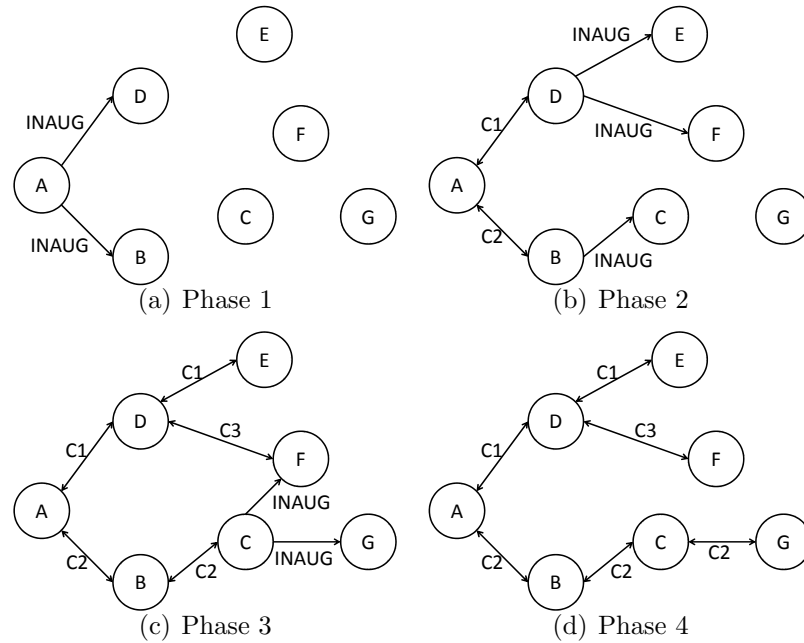 E
INAUG
D
F
A
C
G
INAUG
B
(a) Phase 1
INAUG
E
D
C1
INAUG
F
A
C
G
C2
B
INAUG
(b) Phase 2
E
C1
D
C3
C1
F
A
INAUG
C
G
C2
C2
INAUG
B
(c) Phase 3
E
C1
D
C3
C1
F
A
C
G
C2
C2
C2
B
(d) Phase 4